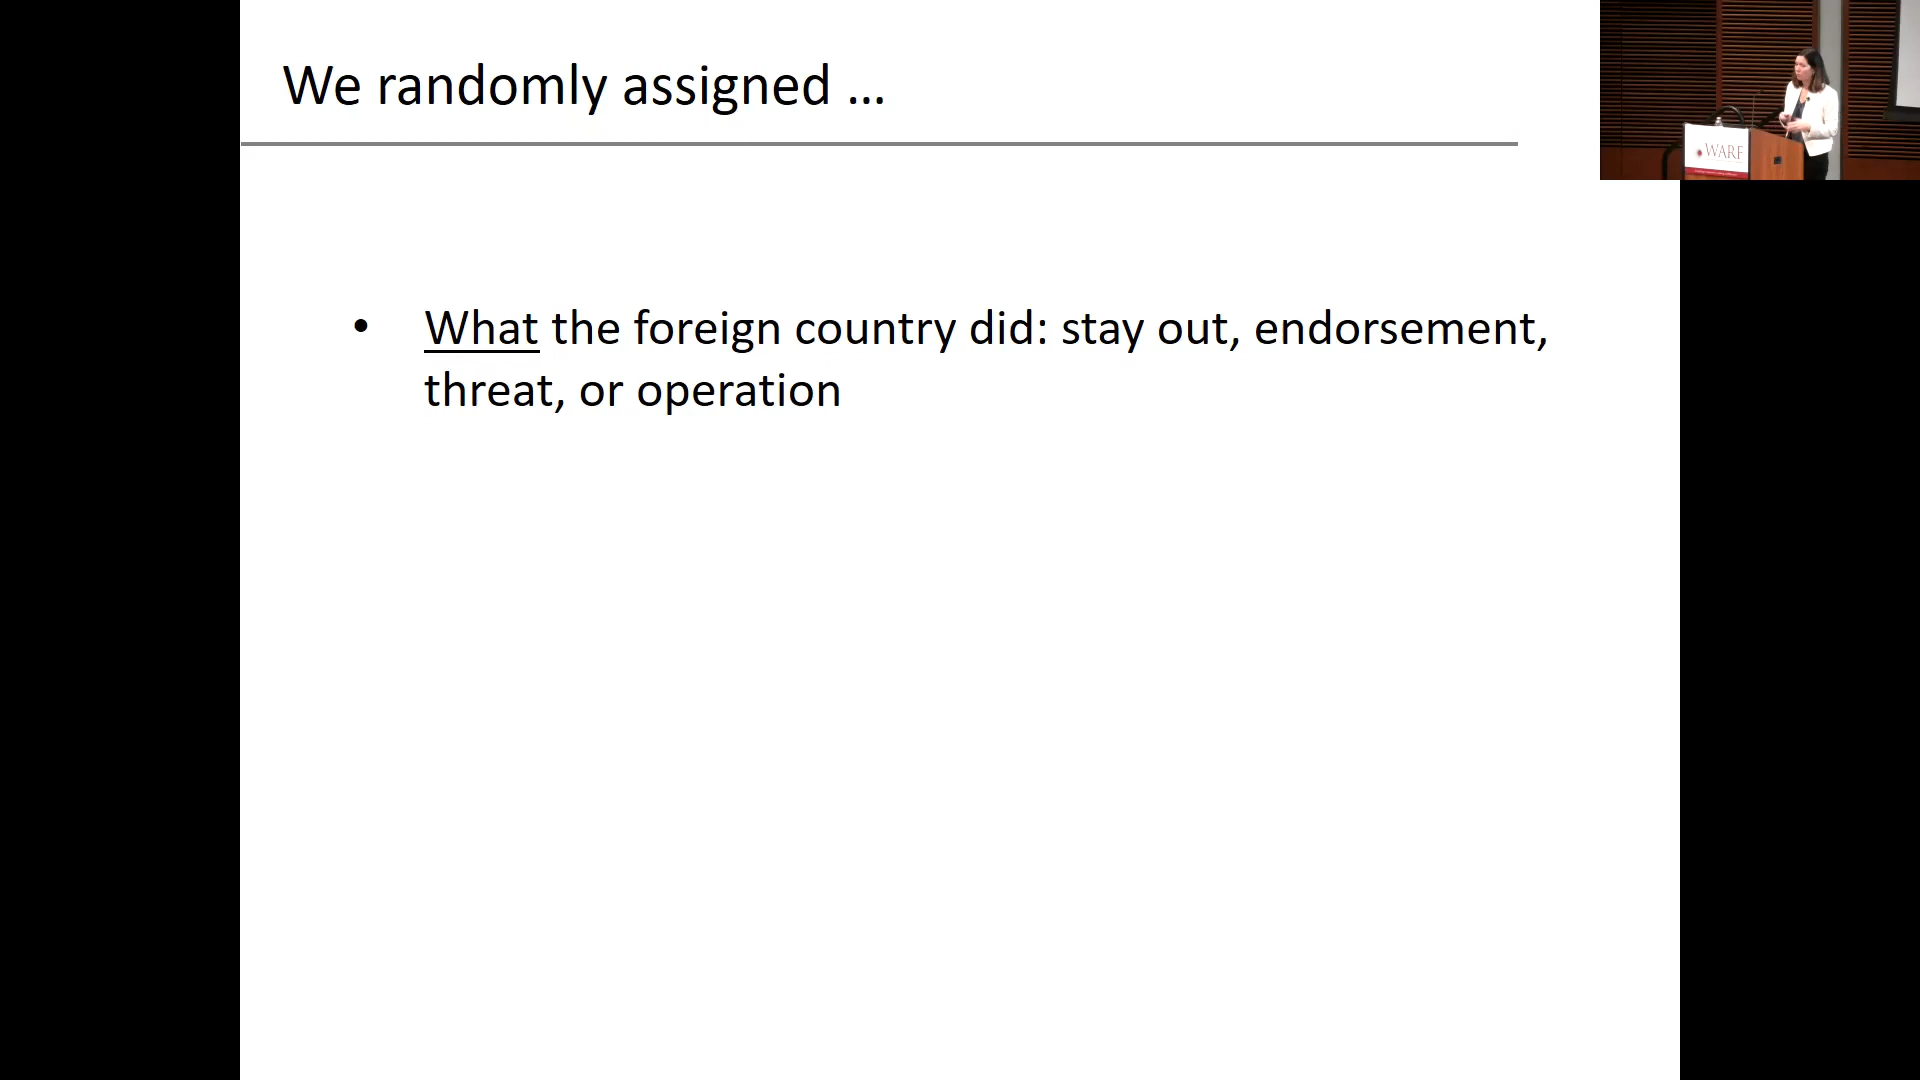 We randomly assigned ...
• What the foreign country did: stay out, endorsement,
threat, or operation
WARF